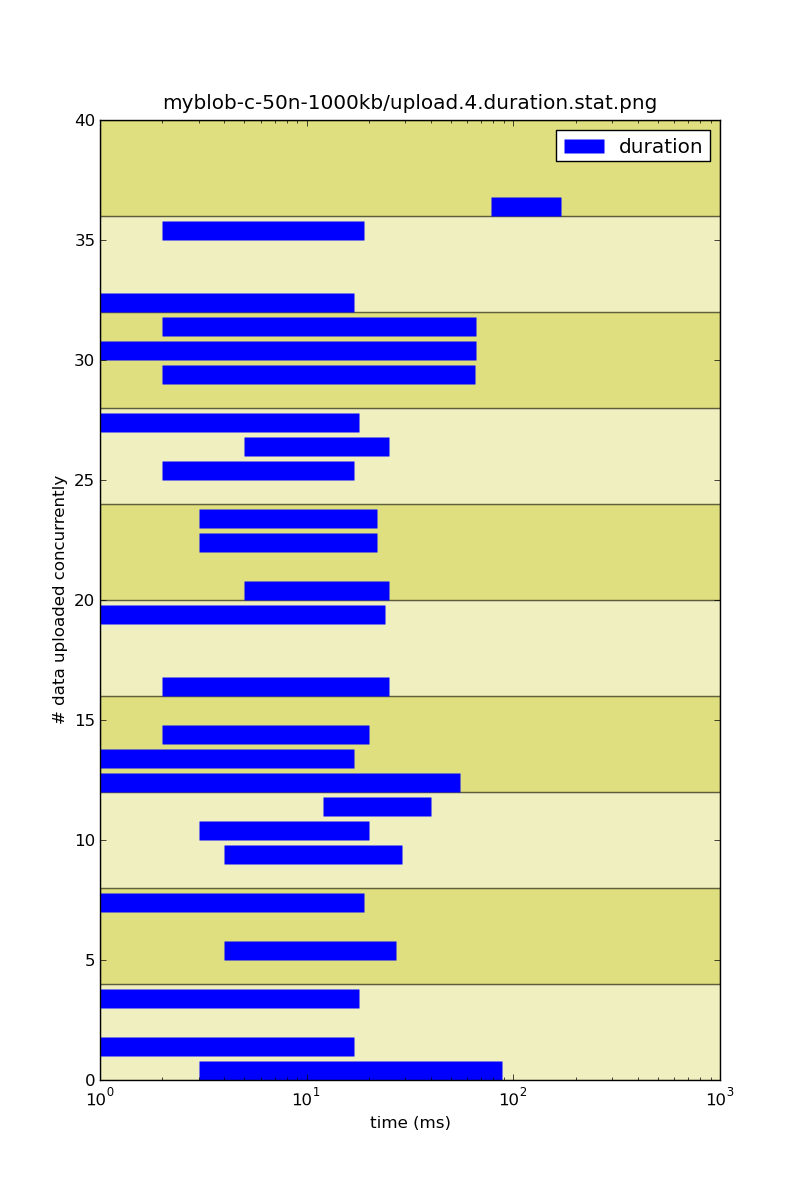 myblob-c-50n-1000kb/upload.4.duration.stat.png
duration
# data uploaded concurrently
40
35
30
25
20
15
10
5
0
10^0 10^1 10^2 10^3
time (ms)